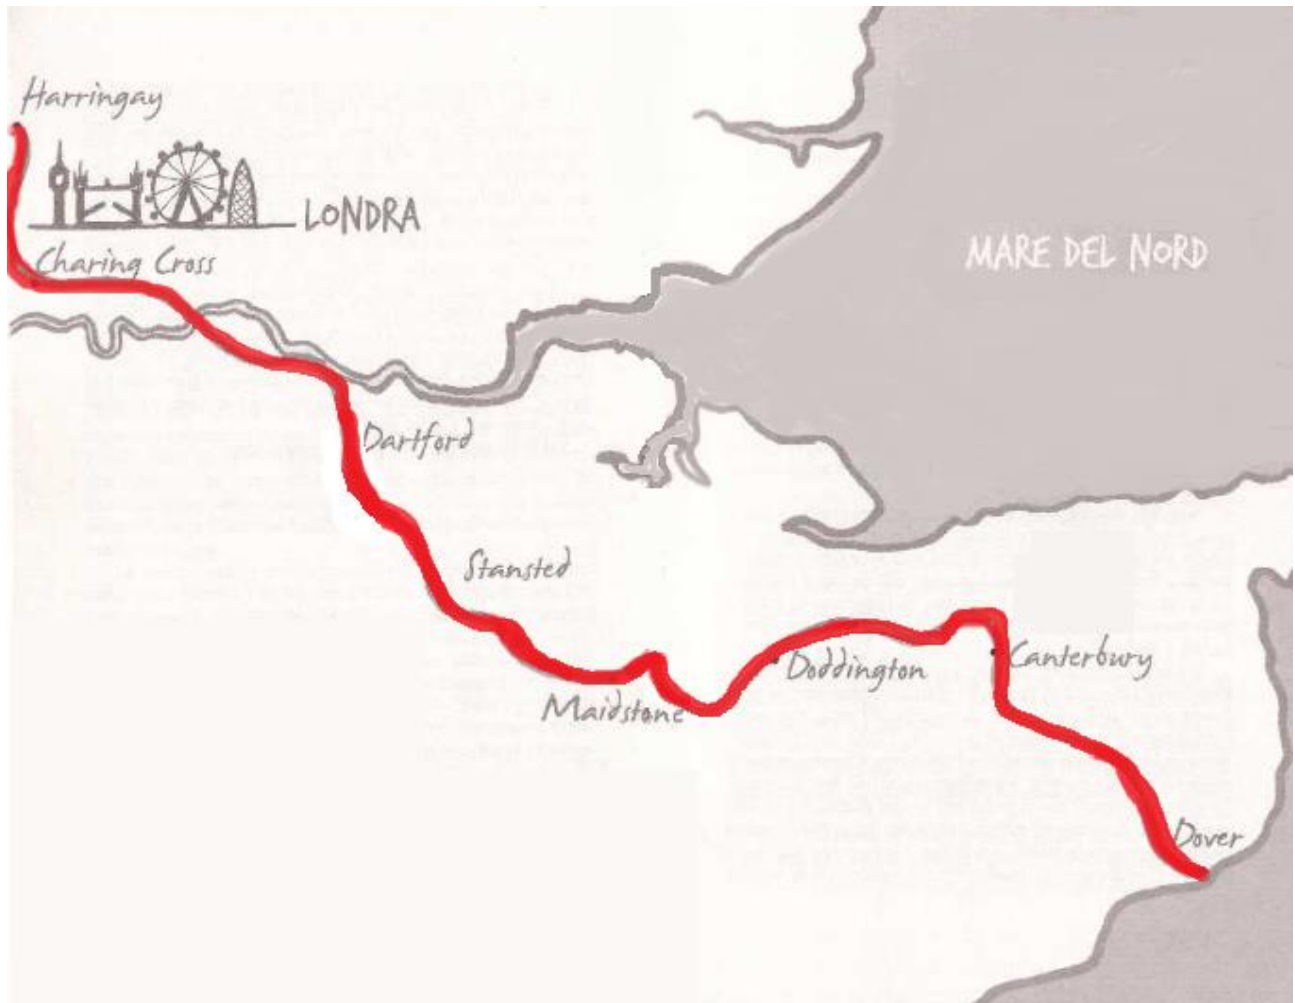 Harringay
LONDRA
Charing Cross
MARE DEL NORD
Dartford
Stansted
Maidstone
Doddington
Canterbury
Dover